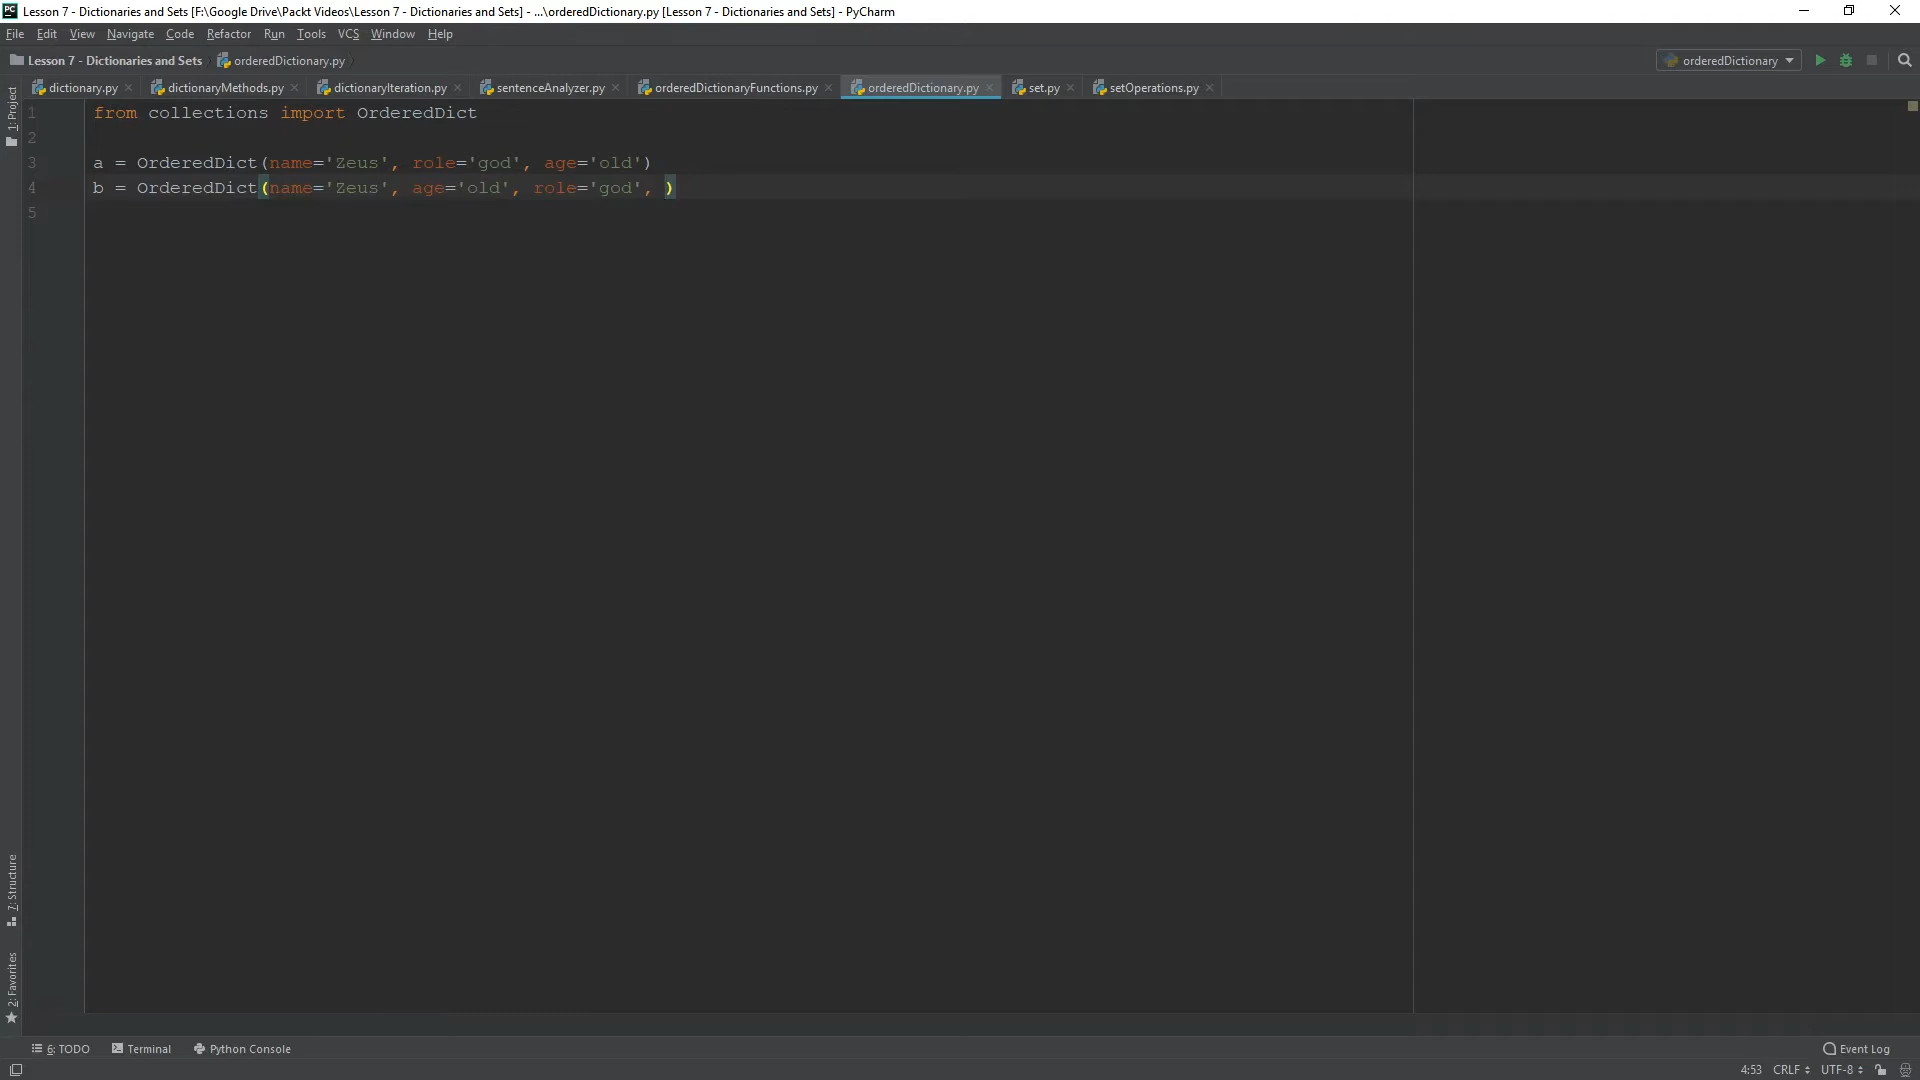 Lesson 7 - Dictionaries and Sets [F:\Google Drive\Packt Videos\Lesson 7 - Dictionaries and Sets] - ...\orderedDictionary.py [Lesson 7 - Dictionaries and Sets] - PyCharm
File Edit View Navigate Code Refactor Run Tools VCS Window Help
Lesson 7 - Dictionaries and Sets orderedDictionary.py orderedDictionary
dictionary.py dictionaryMethods.py dictionaryIteration.py sentenceAnalyzer.py orderedDictionaryFunctions.py orderedDictionary.py set.py setOperations.py
1: Project
1 from collections import OrderedDict
2
3 a = OrderedDict(name='Zeus', role='god', age='old')
4 b = OrderedDict(name='Zeus', age='old', role='god', )
5
7: Structure
2: Favorites
6: TODO Terminal Python Console Event Log
4:53 CRLF UTF-8